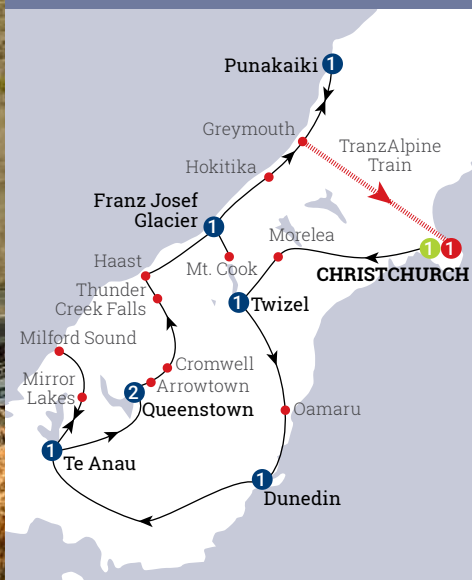 Punakaiki 1
Greymouth
TranzAlpine
Train
Hokitika
Franz Josef
Glacier
1
Morelea
1 1
CHRISTCHURCH
Haast
Mt. Cook
Thunder
Creek Falls
1 Twizel
Milford Sound
Cromwell
Mirror
Lakes
Arrowtown
2
Queenstown
Oamaru
1
Te Anau
1
Dunedin